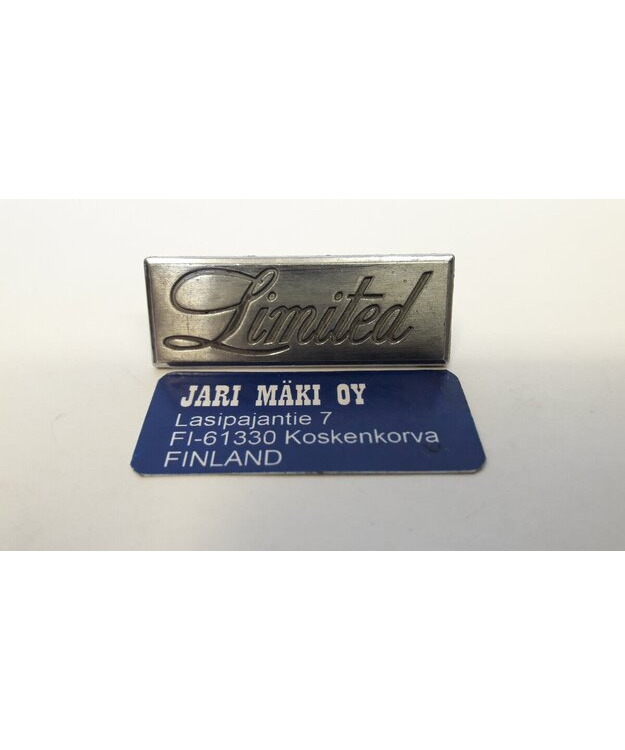 Limited
JARI MÄKI OY
Lasipajantie 7
FI-61330 Koskenkorva
FINLAND